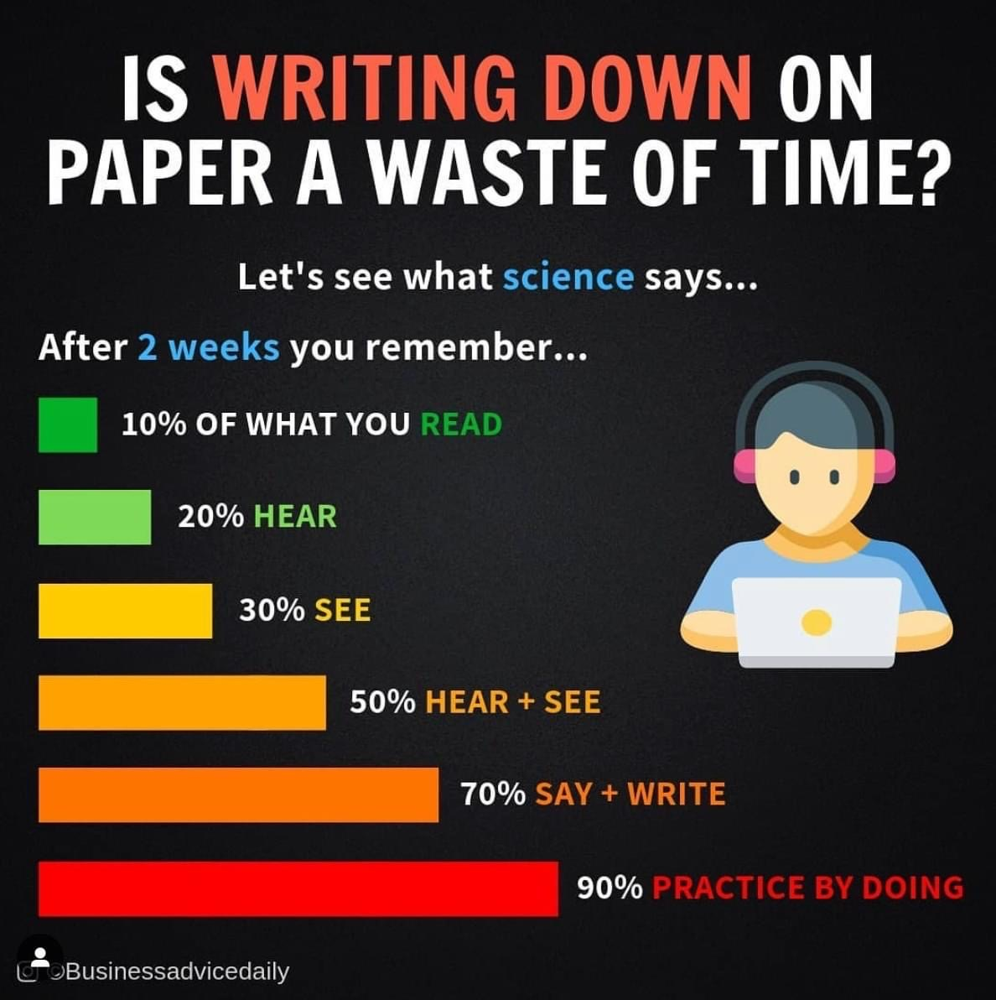 IS WRITING DOWN ON
PAPER A WASTE OF TIME?
Let's see what science says...
After 2 weeks you remember...
10% OF WHAT YOU READ
20% HEAR
30% SEE
50% HEAR + SEE
70% SAY + WRITE
90% PRACTICE BY DOING
©Businessadvicedaily